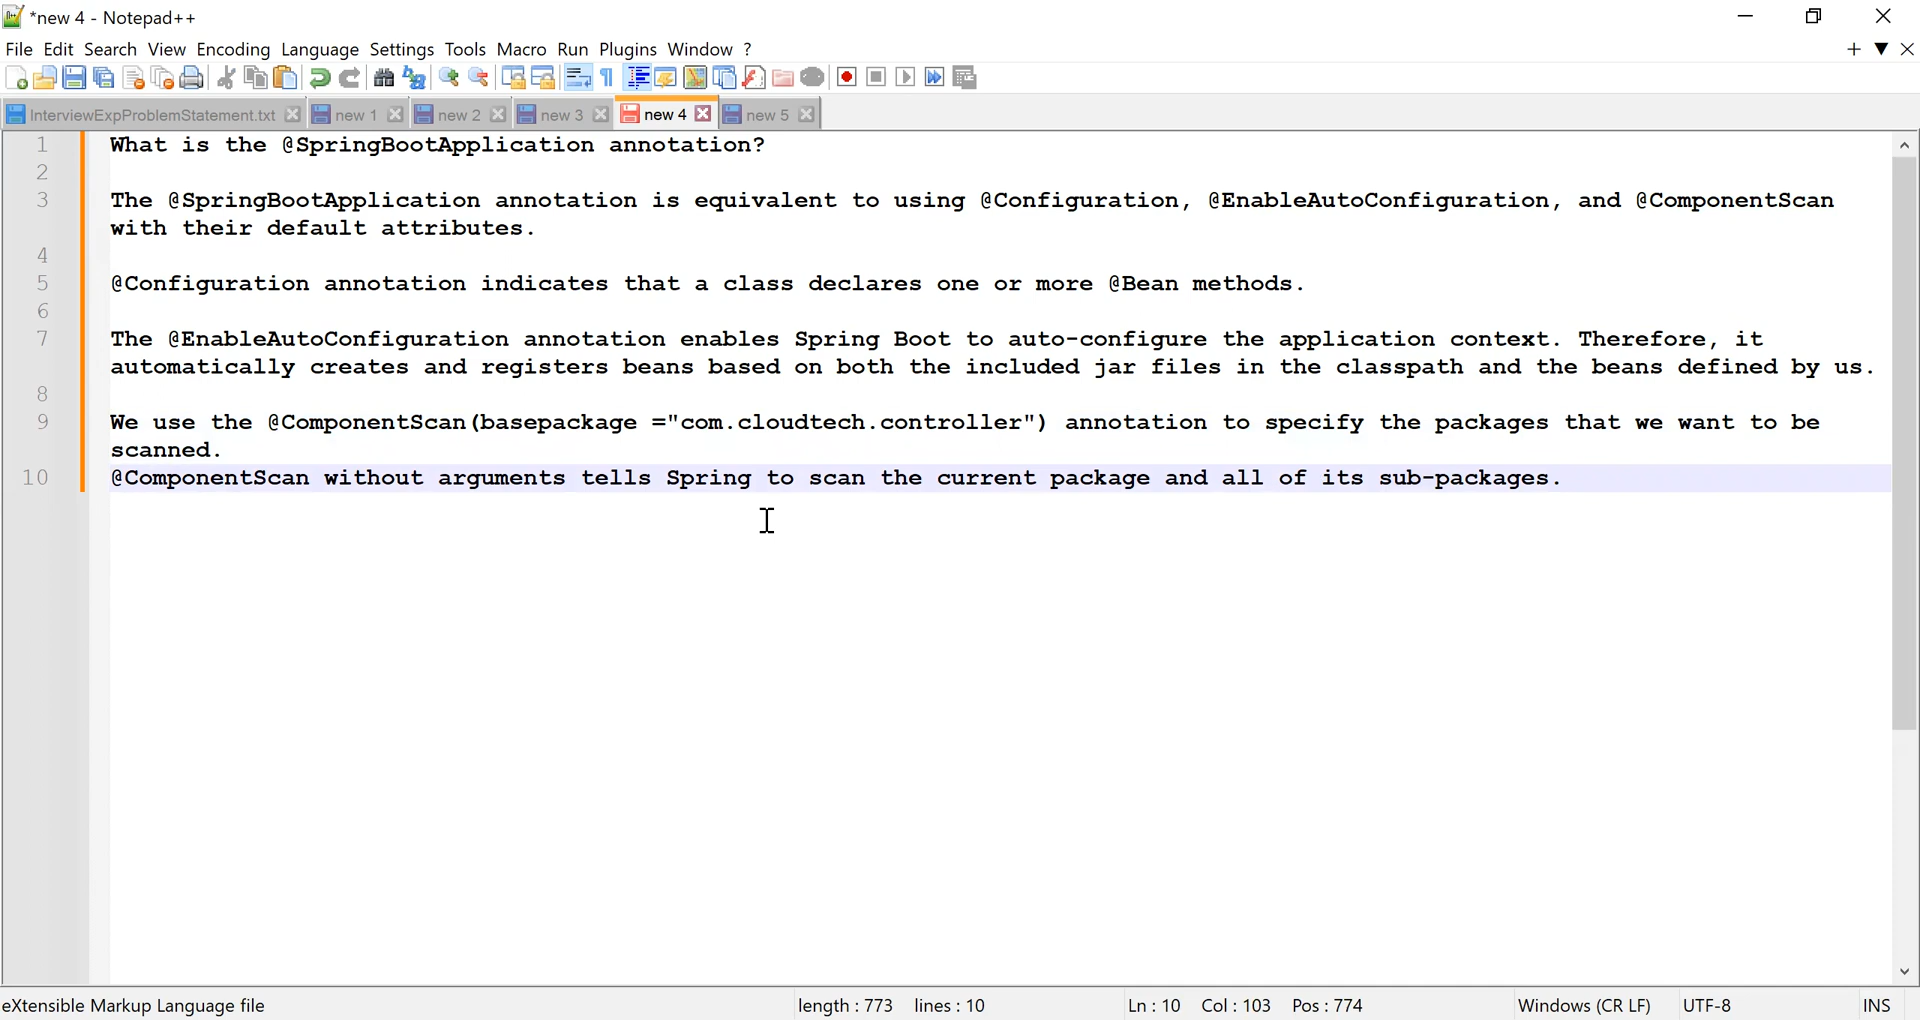 *new 4 - Notepad++
File Edit Search View Encoding Language Settings Tools Macro Run Plugins Window ?
InterviewExpProblemStatement.txt new 1 new 2 new 3 new 4 new 5
1 What is the @SpringBootApplication annotation?
2
3 The @SpringBootApplication annotation is equivalent to using @Configuration, @EnableAutoConfiguration, and @ComponentScan
with their default attributes.
4
5 @Configuration annotation indicates that a class declares one or more @Bean methods.
6
7 The @EnableAutoConfiguration annotation enables Spring Boot to auto-configure the application context. Therefore, it
automatically creates and registers beans based on both the included jar files in the classpath and the beans defined by us.
8
9 We use the @ComponentScan(basepackage ="com.cloudtech.controller") annotation to specify the packages that we want to be
scanned.
10 @ComponentScan without arguments tells Spring to scan the current package and all of its sub-packages.
eXtensible Markup Language file length : 773 lines : 10 Ln : 10 Col : 103 Pos : 774 Windows (CR LF) UTF-8 INS